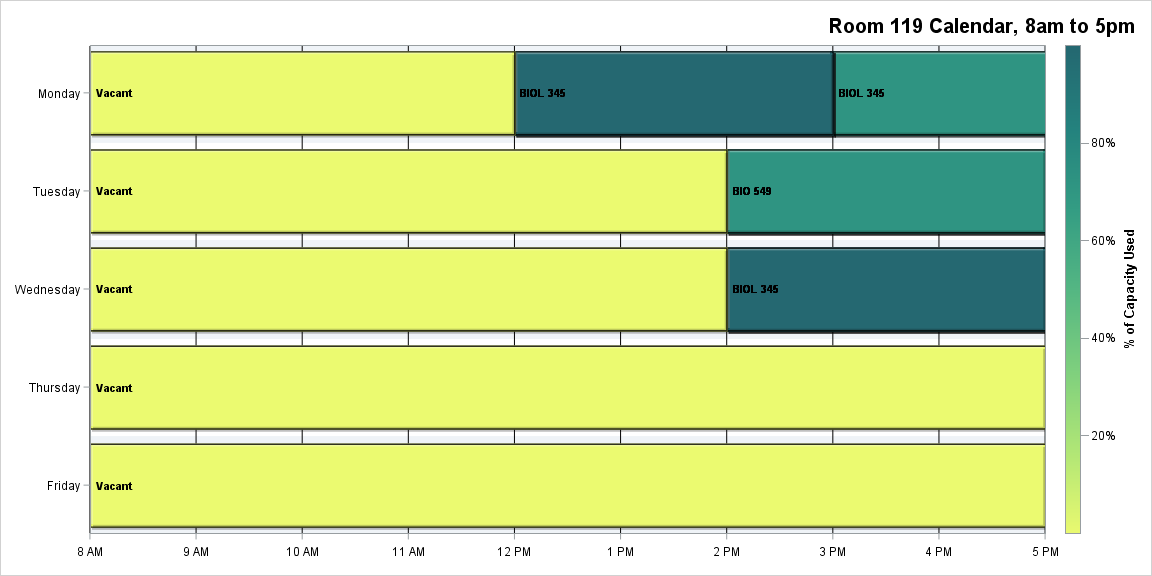 Room 119 Calendar, 8am to 5pm
Monday
Vacant
BIOL 345
BIOL 345
Tuesday
Vacant
BIO 549
Wednesday
Vacant
BIOL 345
Thursday
Vacant
Friday
Vacant
8 AM
9 AM
10 AM
11 AM
12 PM
1 PM
2 PM
3 PM
4 PM
5 PM
80%
60%
40%
20%
% of Capacity Used